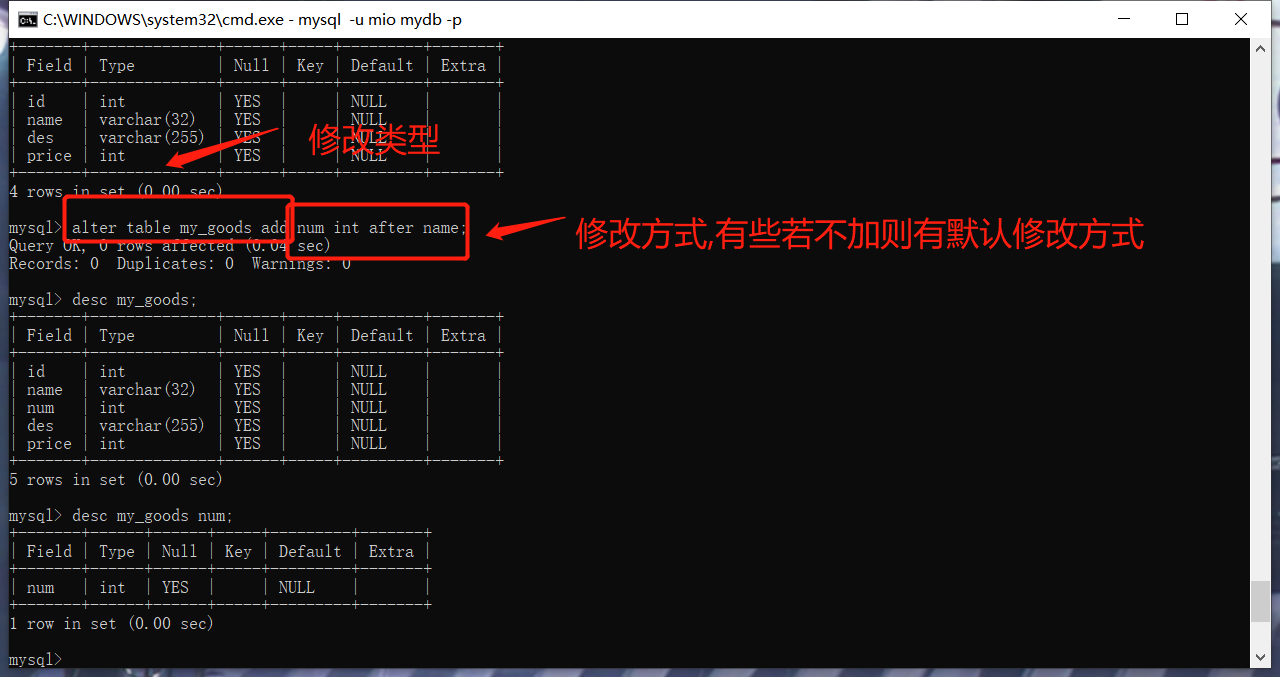 C:\WINDOWS\system32\cmd.exe - mysql  -u mio mydb -p
+-------+--------------+------+-----+---------+-------+
| Field | Type         | Null | Key | Default | Extra |
+-------+--------------+------+-----+---------+-------+
| id    | int          | YES  |     | NULL    |       |
| name  | varchar(32)  | YES  |     | NULL    |       |
| des   | varchar(255) | YES  |     | NULL    |       |
修改类型
| price | int          | YES  |     | NULL    |       |
+-------+--------------+------+-----+---------+-------+
4 rows in set (0.00 sec)
mysql> alter table my_goods add num int after name;
修改方式,有些若不加则有默认修改方式
Query OK, 0 rows affected (0.04 sec)
Records: 0  Duplicates: 0  Warnings: 0
mysql> desc my_goods;
+-------+--------------+------+-----+---------+-------+
| Field | Type         | Null | Key | Default | Extra |
+-------+--------------+------+-----+---------+-------+
| id    | int          | YES  |     | NULL    |       |
| name  | varchar(32)  | YES  |     | NULL    |       |
| num   | int          | YES  |     | NULL    |       |
| des   | varchar(255) | YES  |     | NULL    |       |
| price | int          | YES  |     | NULL    |       |
+-------+--------------+------+-----+---------+-------+
5 rows in set (0.00 sec)
mysql> desc my_goods num;
+-------+------+------+-----+---------+-------+
| Field | Type | Null | Key | Default | Extra |
+-------+------+------+-----+---------+-------+
| num   | int  | YES  |     | NULL    |       |
+-------+------+------+-----+---------+-------+
1 row in set (0.00 sec)
mysql>